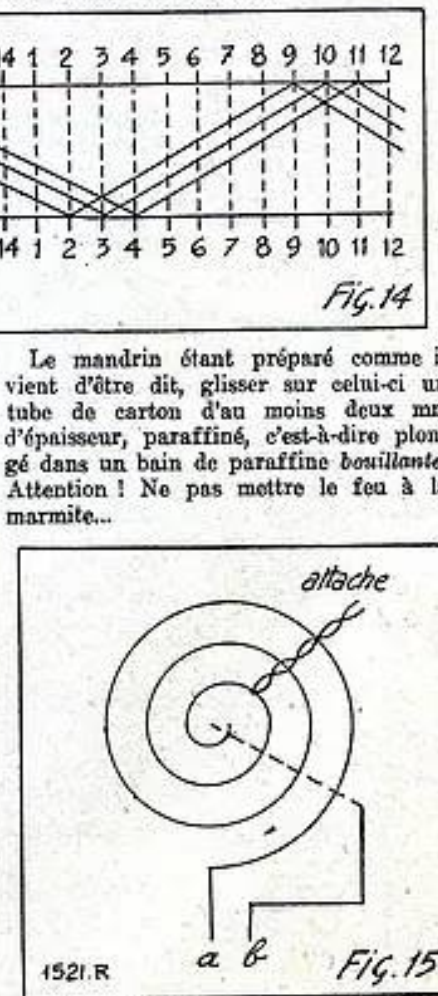 14 1 2 3 4 5 6 7 8 9 10 11 12
14 1 2 3 4 5 6 7 8 9 10 11 12
Fig.14
Le mandrin étant préparé comme i
vient d'être dit, glisser sur celui-ci un
tube de carton d'au moins deux mm
d'épaisseur, paraffiné, c'est-à-dire plon
gé dans un bain de paraffine bouillante
Attention ! Ne pas mettre le feu à l
marmite...
attache
a b
1521.R
Fig.15